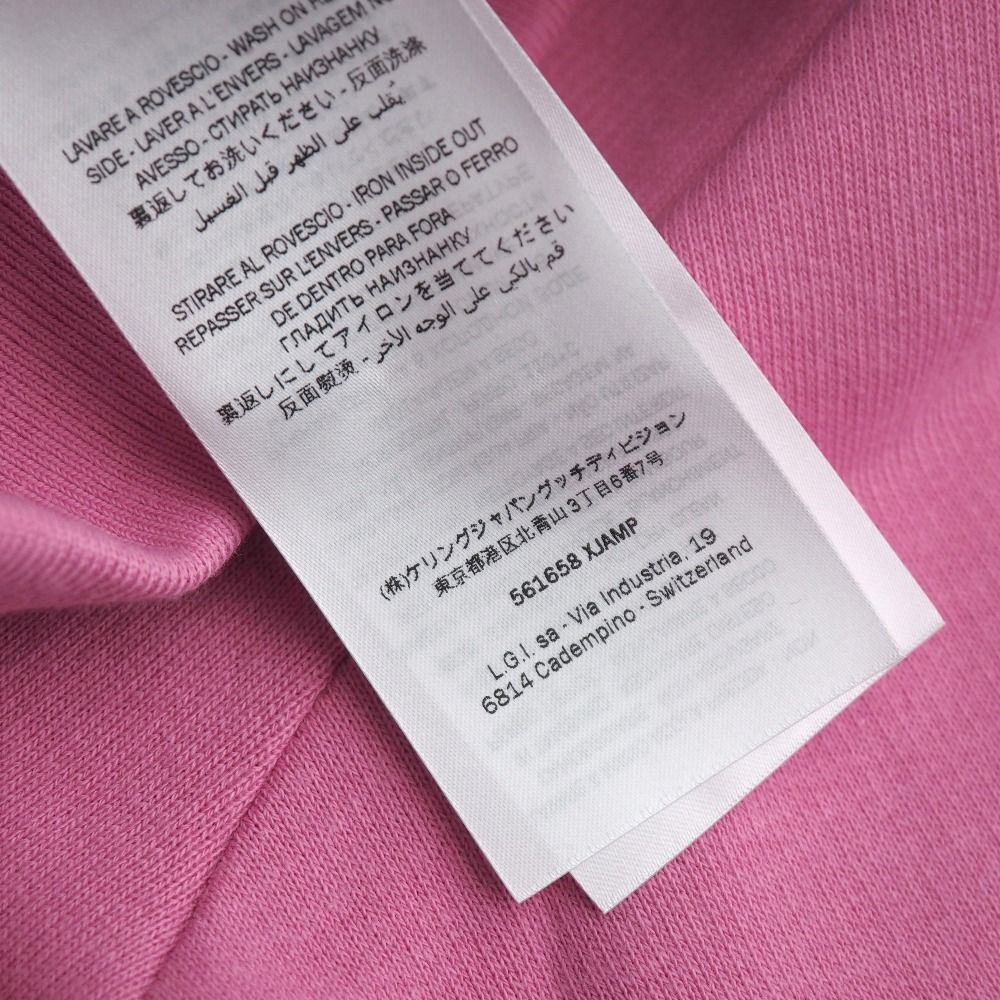 LAVARE A ROVESCIO - WASH ON
SIDE - LAVER A L'ENVERS - LAVAGEM
AVESSO - СТИРАТЬ НАИЗНАНКУ
裏返してお洗いください - 反面洗滌
يُقلب على الظهر قبل الغسيل
STIRARE AL ROVESCIO - IRON INSIDE OUT
REPASSER SUR L'ENVERS - PASSAR O FERRO
DE DENTRO PARA FORA
ГЛАДИТЬ НАИЗНАНКУ
裏返しにしてアイロンを当ててください
反面熨烫 - قم بالكي على الوجه الآخر
(株)ケリングジャパングッチディビジョン
東京都港区北青山3丁目6番7号
561658 XJAMP
L.G.I. sa - Via Industria, 19
6814 Cadempino - Switzerland